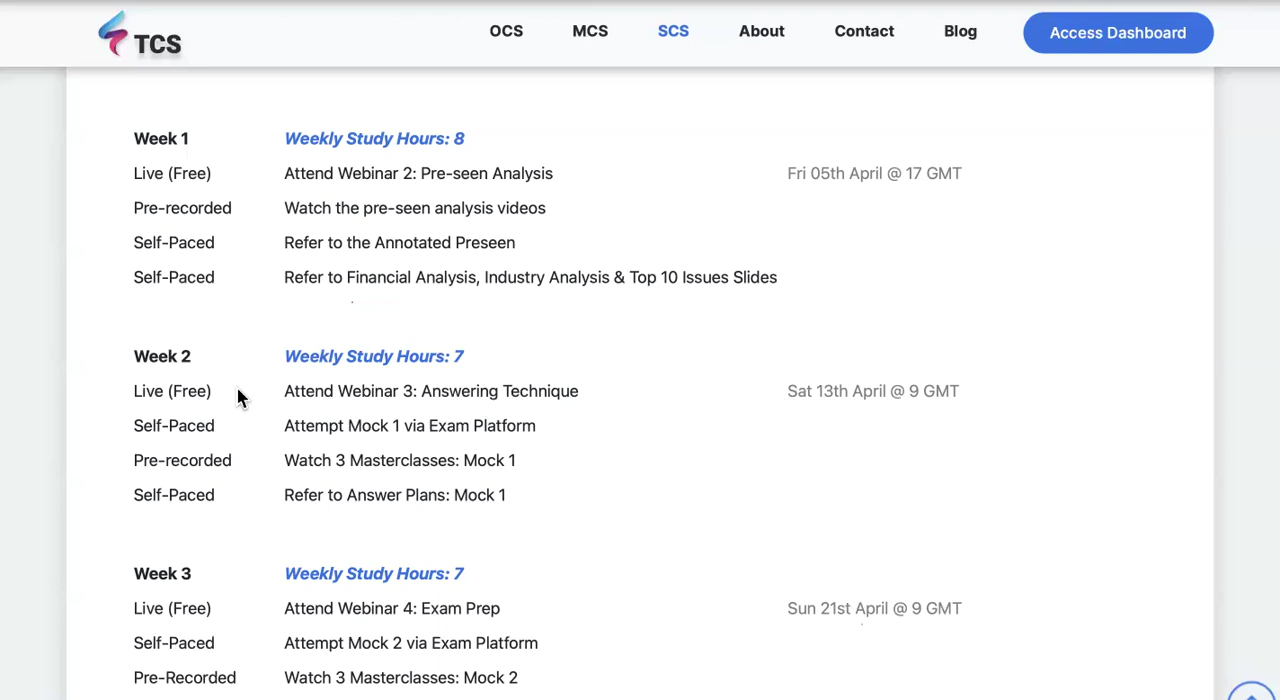 TCS OCS MCS SCS About Contact Blog Access Dashboard
Week 1 Weekly Study Hours: 8
Live (Free) Attend Webinar 2: Pre-seen Analysis Fri 05th April @ 17 GMT
Pre-recorded Watch the pre-seen analysis videos
Self-Paced Refer to the Annotated Preseen
Self-Paced Refer to Financial Analysis, Industry Analysis & Top 10 Issues Slides
Week 2 Weekly Study Hours: 7
Live (Free) Attend Webinar 3: Answering Technique Sat 13th April @ 9 GMT
Self-Paced Attempt Mock 1 via Exam Platform
Pre-recorded Watch 3 Masterclasses: Mock 1
Self-Paced Refer to Answer Plans: Mock 1
Week 3 Weekly Study Hours: 7
Live (Free) Attend Webinar 4: Exam Prep Sun 21st April @ 9 GMT
Self-Paced Attempt Mock 2 via Exam Platform
Pre-Recorded Watch 3 Masterclasses: Mock 2